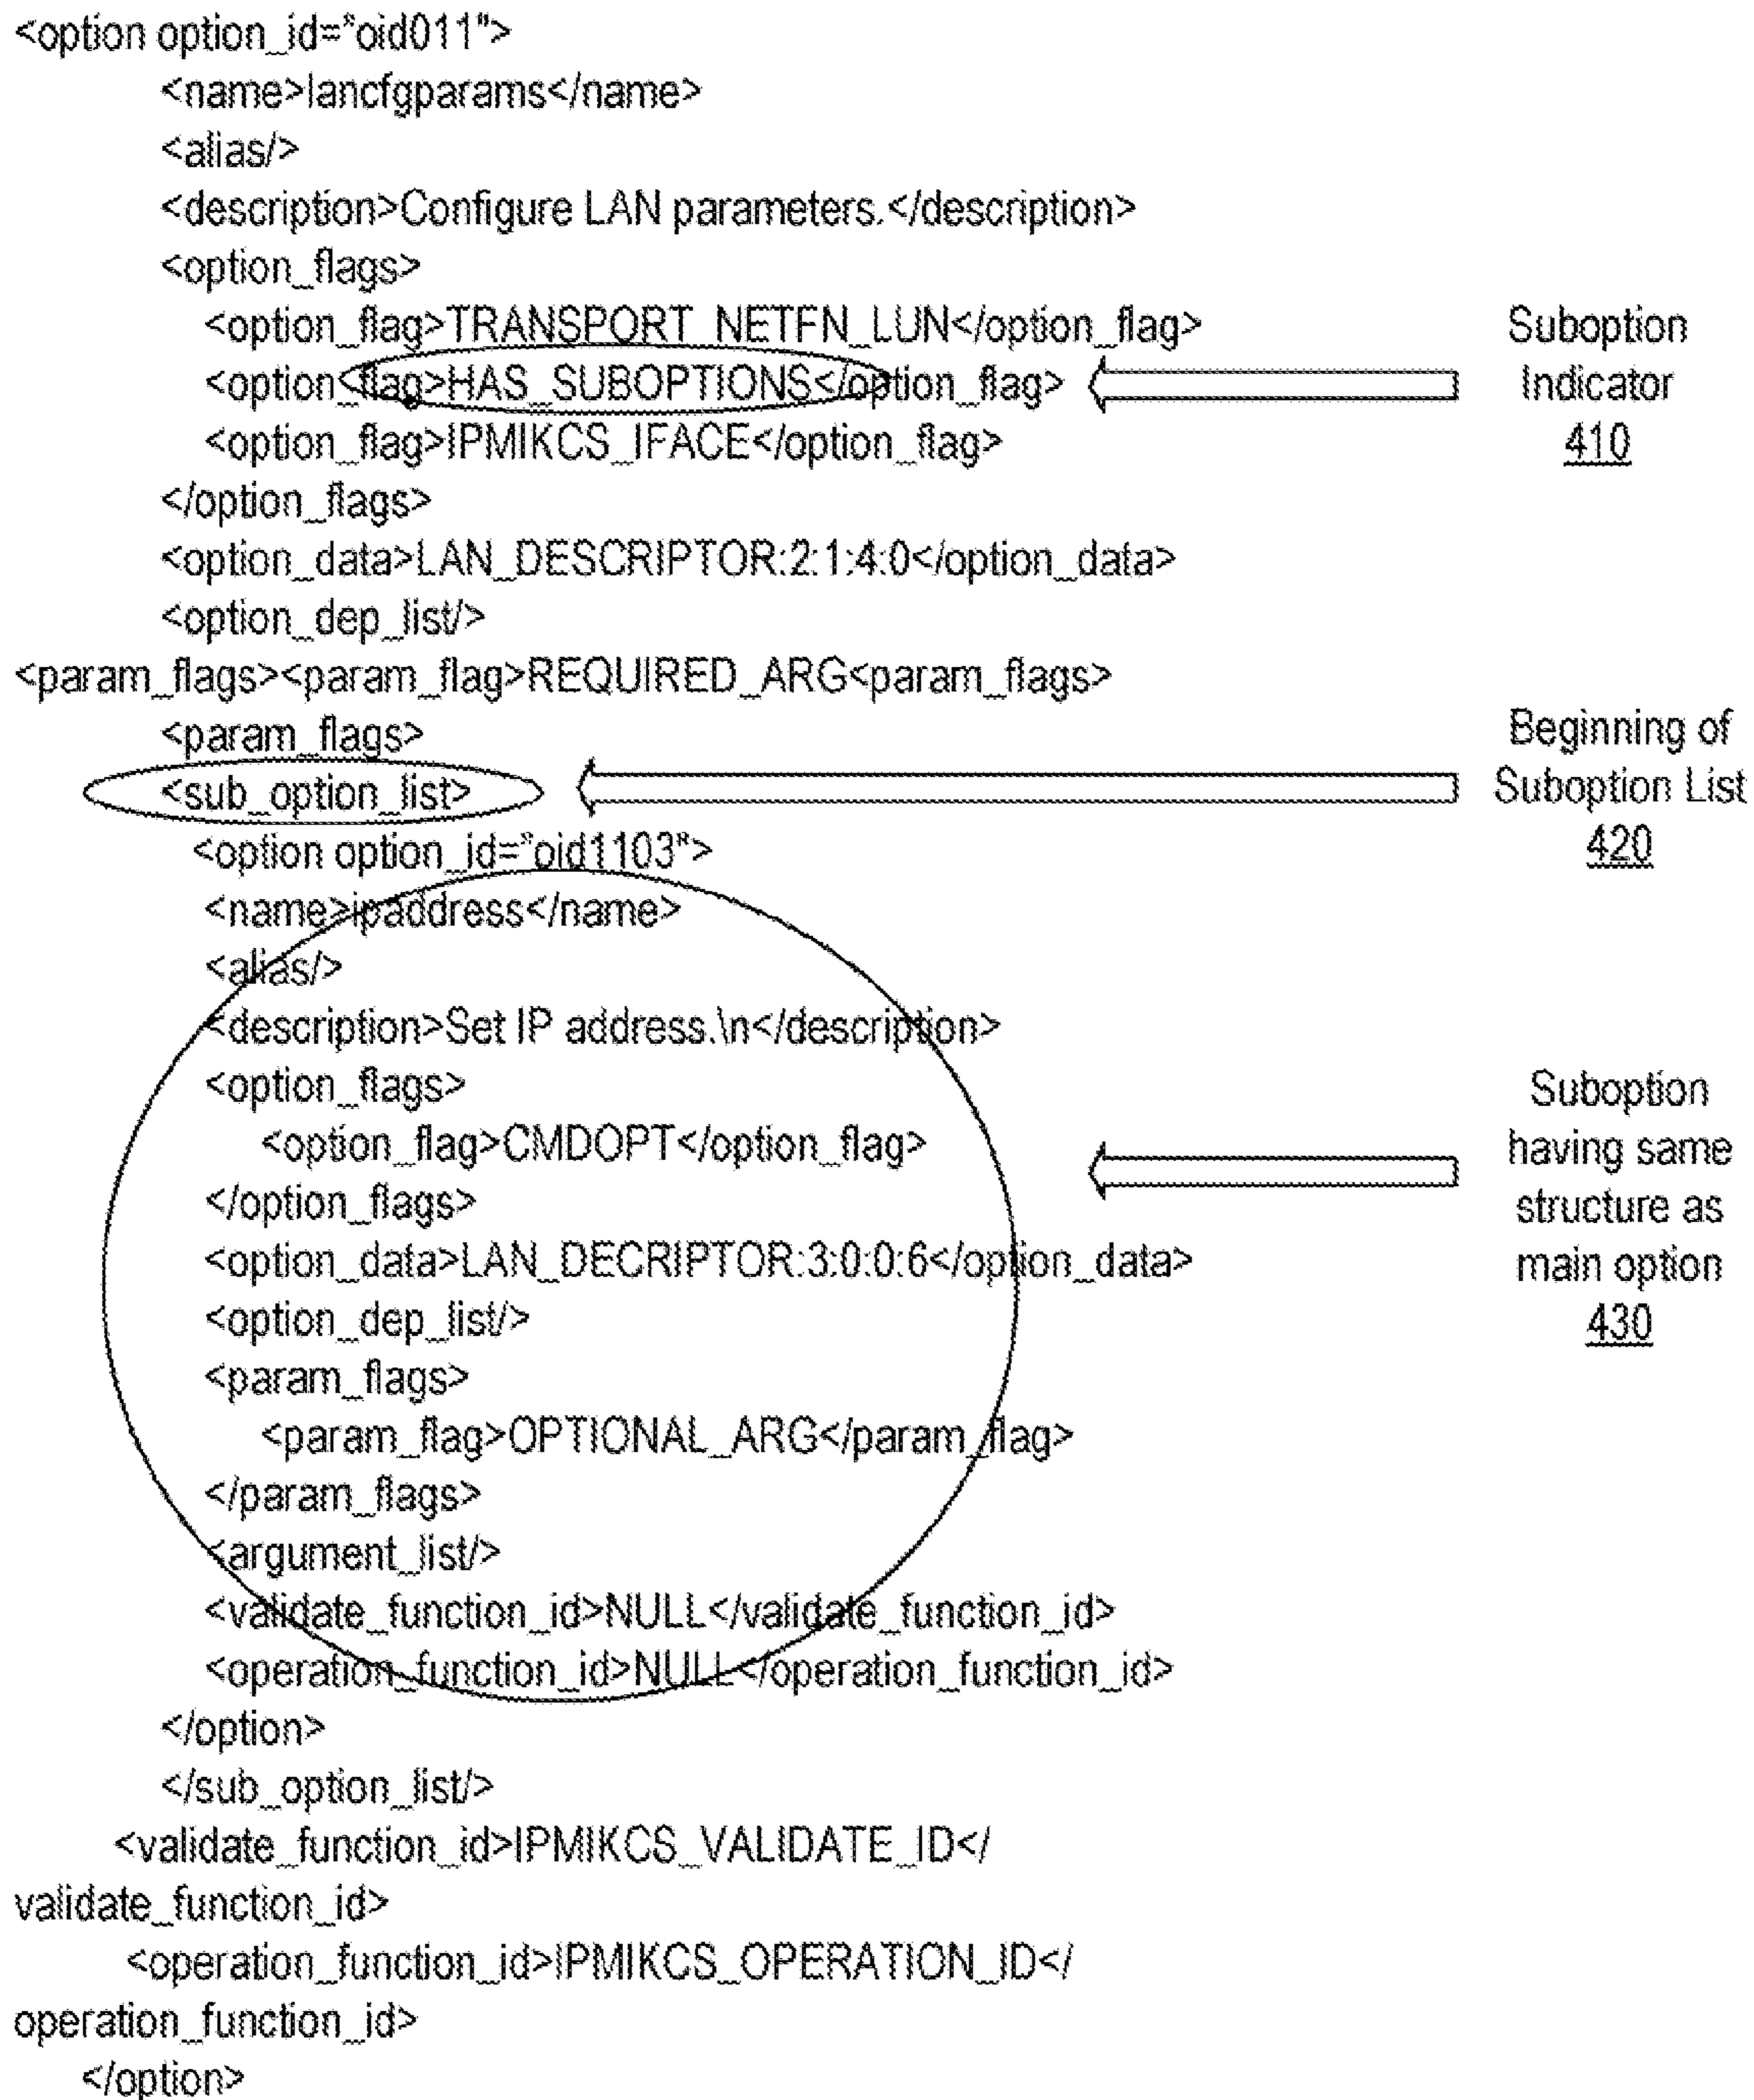 <option option_id="oid011">
<name>lancfgparams</name>
<alias/>
<description>Configure LAN parameters.</description>
<option_flags>
<option_flag>TRANSPORT_NETFN_LUN</option_flag>
<option_flag>HAS_SUBOPTIONS</option_flag>
<option_flag>IPMIKCS_IFACE</option_flag>
</option_flags>
<option_data>LAN_DESCRIPTOR:2:1:4:0</option_data>
<option_dep_list/>
<param_flags><param_flag>REQUIRED_ARG<param_flags>
<param_flags>
<sub_option_list>
<option option_id="oid1103">
<name>ipaddress</name>
<alias/>
<description>Set IP address.\n</description>
<option_flags>
<option_flag>CMDOPT</option_flag>
</option_flags>
<option_data>LAN_DECRIPTOR:3:0:0:6</option_data>
<option_dep_list/>
<param_flags>
<param_flag>OPTIONAL_ARG</param_flag>
</param_flags>
<argument_list/>
<validate_function_id>NULL</validate_function_id>
<operation_function_id>NULL</operation_function_id>
</option>
</sub_option_list/>
<validate_function_id>IPMIKCS_VALIDATE_ID</
validate_function_id>
<operation_function_id>IPMIKCS_OPERATION_ID</
operation_function_id>
</option>
Suboption
Indicator
410
Beginning of
Suboption List
420
Suboption
having same
structure as
main option
430